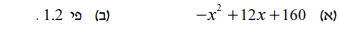 (א) −x² +12x+160 (ב) פי 1.2 .